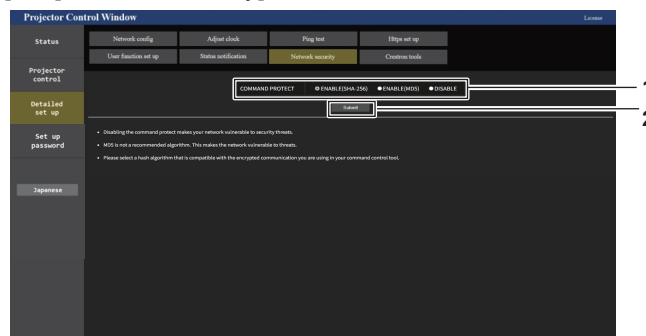 Projector Control Window
License
Status
Network config
Adjust clock
Ping test
Https set up
User function set up
Status notification
Network security
Crestron tools
Projector
control
Detailed
set up
Set up
password
Japanese
COMMAND PROTECT ENABLE(SHA-256) ENABLE(MD5) DISABLE
Submit
• Disabling the command protect makes your network vulnerable to security threats.
• MD5 is not a recommended algorithm. This makes the network vulnerable to threats.
• Please select a hash algorithm that is compatible with the encrypted communication you are using in your command control tool.